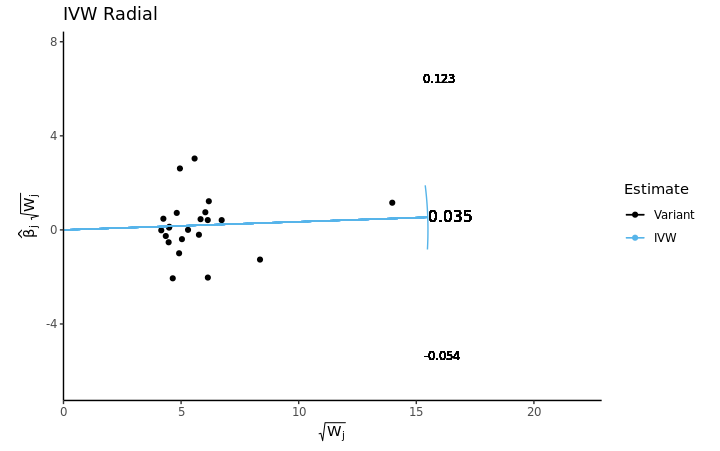 IVW Radial
8
4
0
-4
β̂j √Wj
0.123
0.035
-0.054
0
5
10
15
20
√Wj
Estimate
Variant
IVW